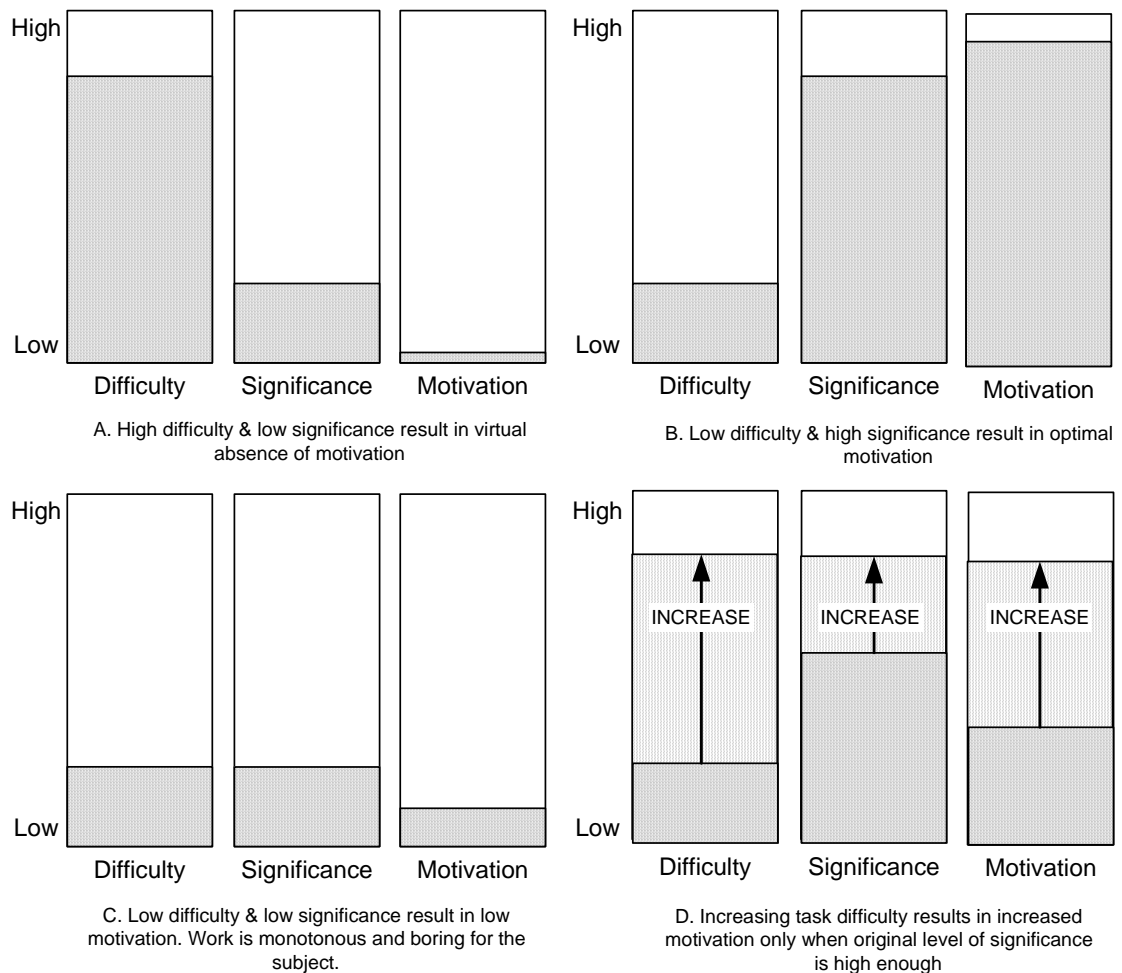 High
Low
Difficulty Significance Motivation
A. High difficulty & low significance result in virtual
absence of motivation
High
Low
Difficulty Significance Motivation
B. Low difficulty & high significance result in optimal
motivation
High
Low
Difficulty Significance Motivation
C. Low difficulty & low significance result in low
motivation. Work is monotonous and boring for the
subject.
High
INCREASE INCREASE INCREASE
Low
Difficulty Significance Motivation
D. Increasing task difficulty results in increased
motivation only when original level of significance
is high enough